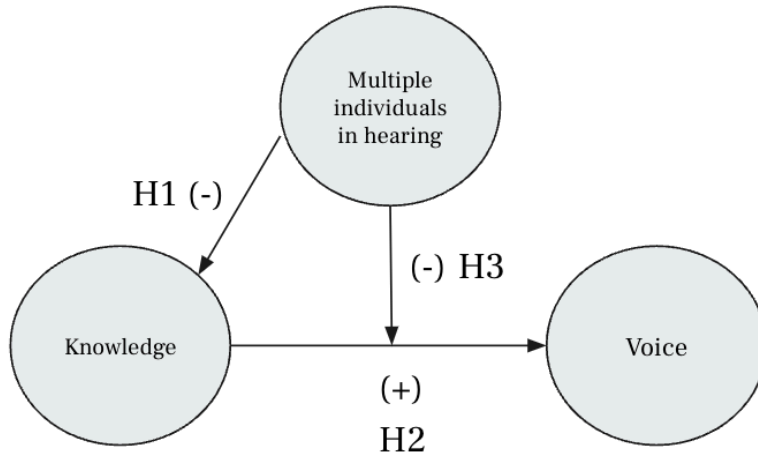 Multiple
individuals
in hearing
H1 (-)
(-) H3
Knowledge
Voice
(+)
H2